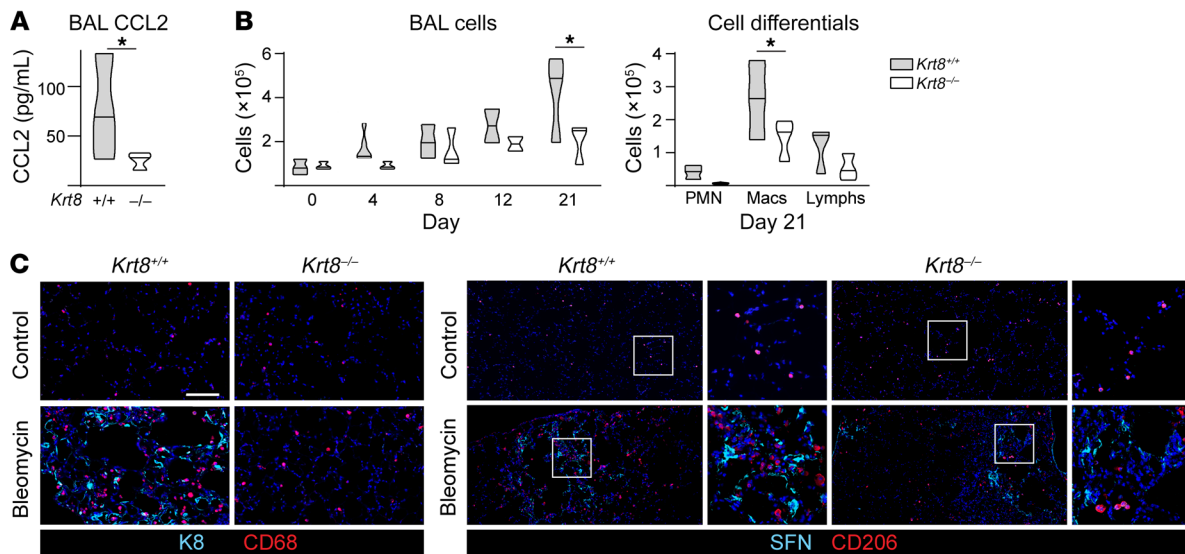 A
BAL CCL2
*
CCL2 (pg/mL)
100
50
Krt8 +/+ –/–
B
BAL cells
*
Cells (×10⁵)
6
4
2
0 4 8 12 21
Day
Cell differentials
*
Cells (×10⁵)
4
3
2
1
PMN Macs Lymphs
Day 21
Krt8+/+
Krt8–/–
C
Krt8+/+ Krt8–/– Krt8+/+ Krt8–/–
Control
Control
Bleomycin
Bleomycin
K8 CD68
SFN CD206